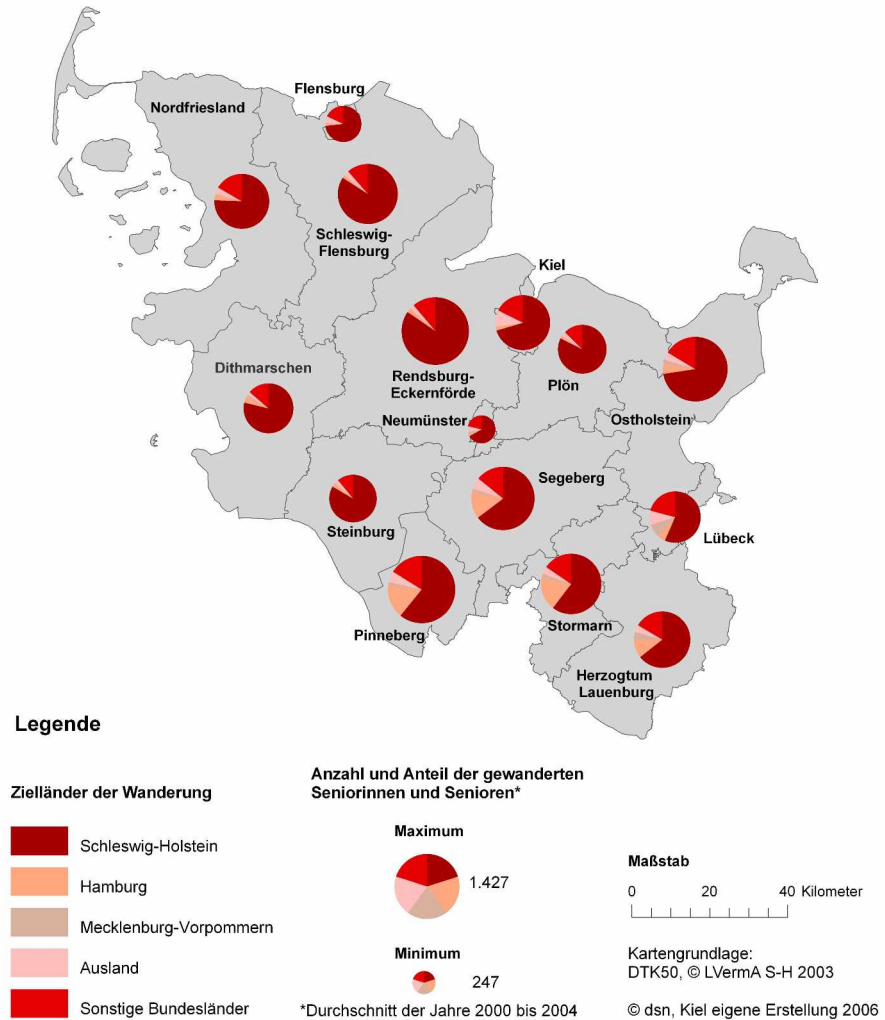 Flensburg
Nordfriesland
Schleswig-
Flensburg
Kiel
Dithmarschen
Rendsburg-
Eckernförde
Plön
Neumünster
Ostholstein
Segeberg
Steinburg
Lübeck
Stormarn
Pinneberg
Herzogtum
Lauenburg
Legende
Zielländer der Wanderung
Schleswig-Holstein
Hamburg
Mecklenburg-Vorpommern
Ausland
Sonstige Bundesländer
Anzahl und Anteil der gewanderten
Seniorinnen und Senioren*
Maximum
1.427
Minimum
247
*Durchschnitt der Jahre 2000 bis 2004
Maßstab
0 20 40 Kilometer
Kartengrundlage:
DTK50, © LVermA S-H 2003
© dsn, Kiel eigene Erstellung 2006